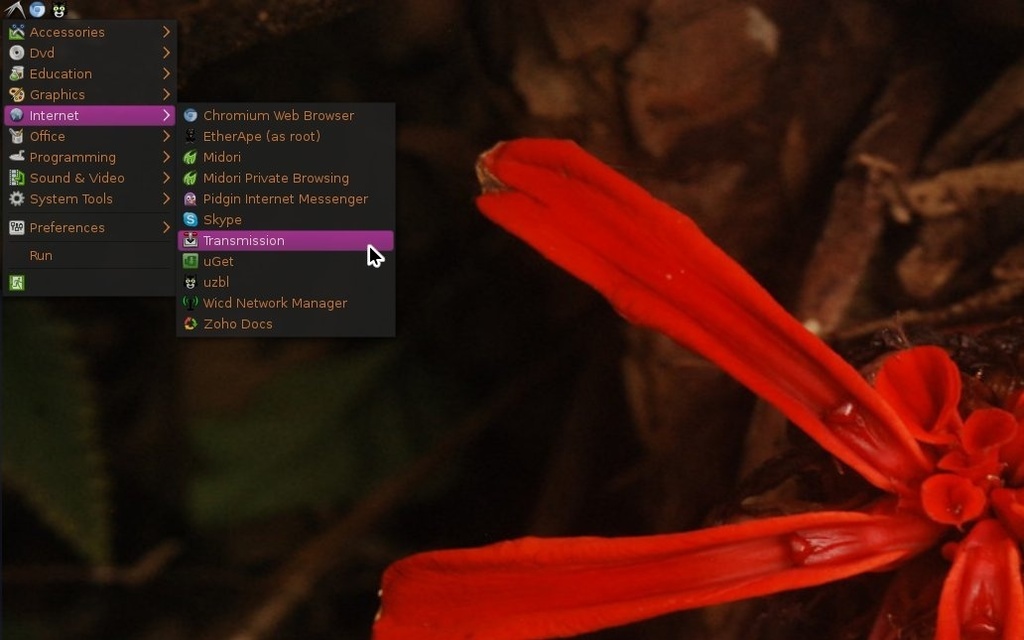 Accessories
Dvd
Education
Graphics
Internet
Office
Programming
Sound & Video
System Tools
Preferences
Run
Chromium Web Browser
EtherApe (as root)
Midori
Midori Private Browsing
Pidgin Internet Messenger
Skype
Transmission
uGet
uzbl
Wicd Network Manager
Zoho Docs